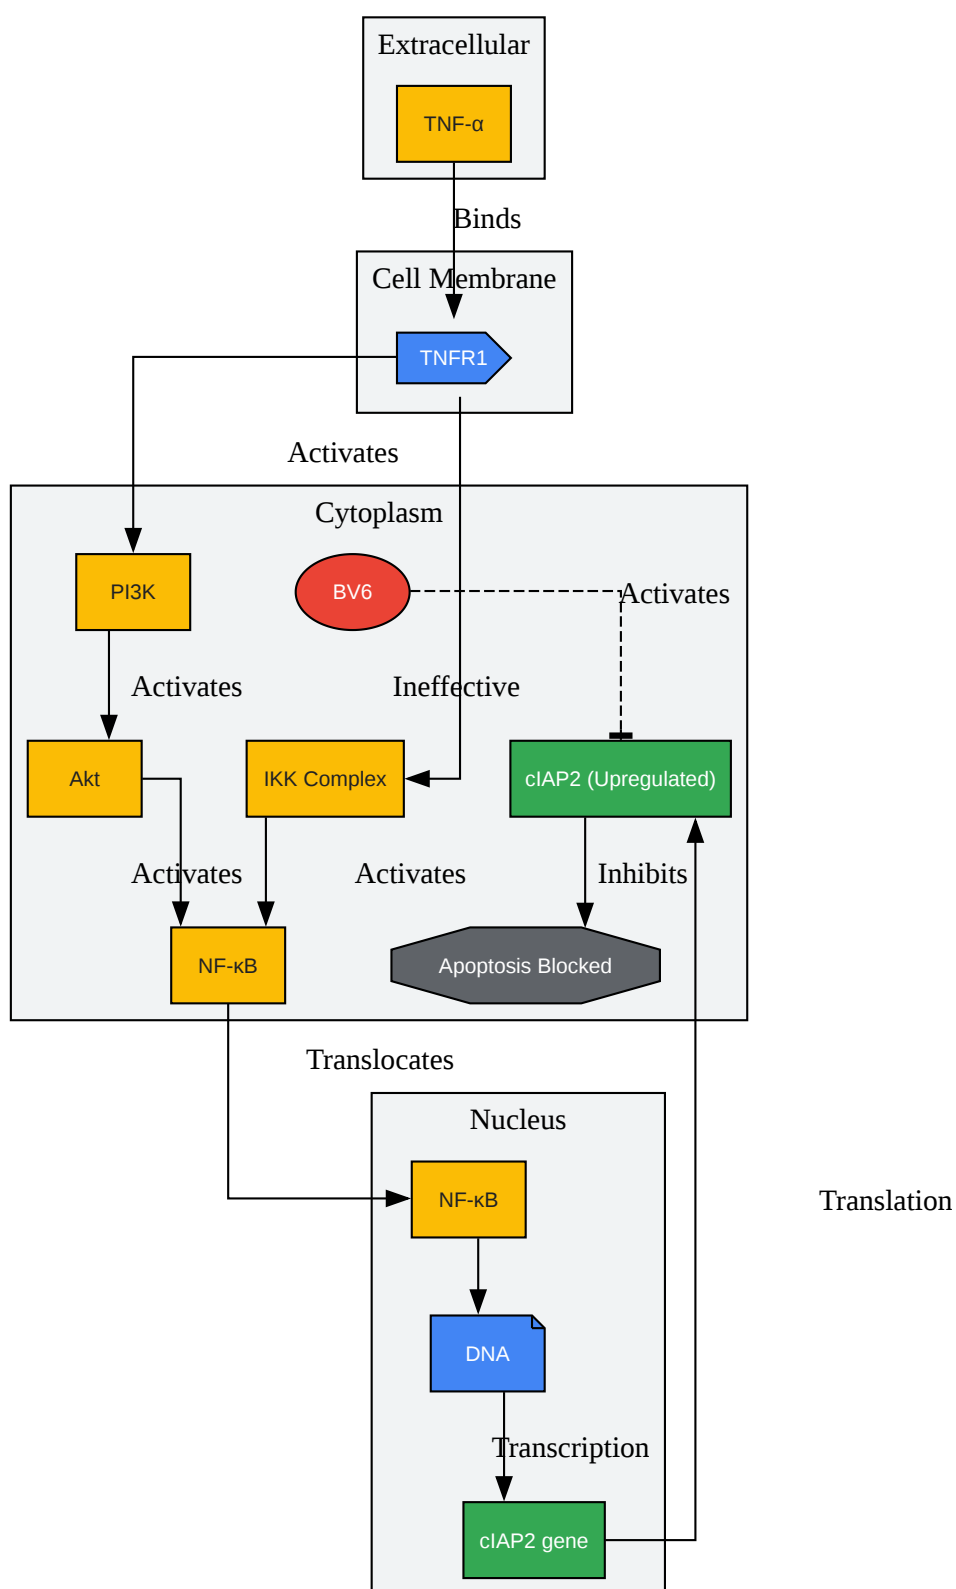 Extracellular
TNF-α
Binds
Cell Membrane
TNFR1
Activates
Cytoplasm
PI3K
BV6
Activates
Activates
Ineffective
Akt
IKK Complex
cIAP2 (Upregulated)
Activates
Activates
Inhibits
NF-κB
Apoptosis Blocked
Translocates
Nucleus
NF-κB
Translation
DNA
Transcription
cIAP2 gene